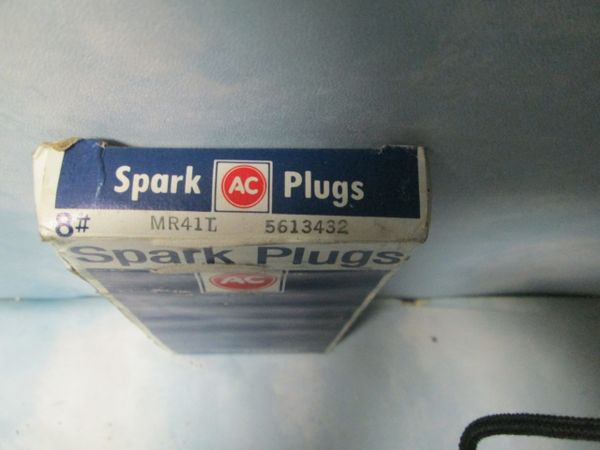 Spark AC Plugs
8# MR41T 5613432
Spark Plugs
AC